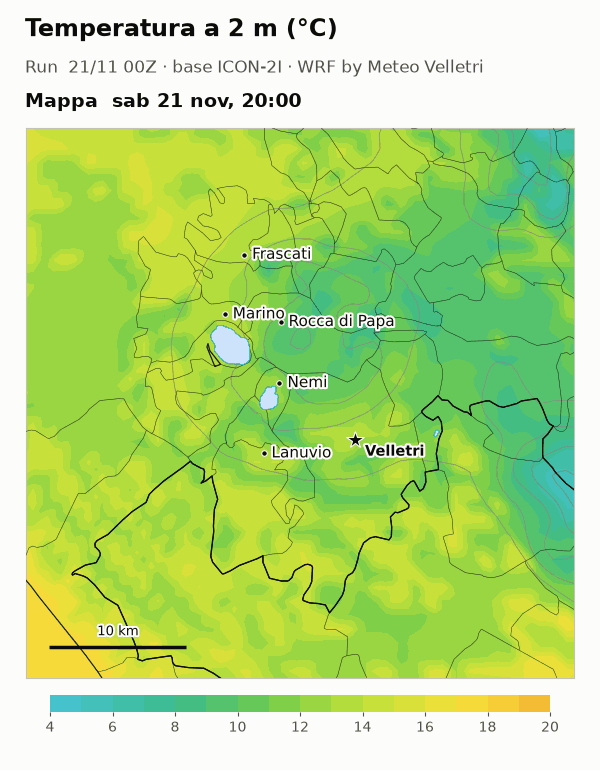 Temperatura a 2 m (°C)
Run  21/11 00Z · base ICON-2I · WRF by Meteo Velletri
Mappa  sab 21 nov, 20:00
Frascati
Marino
Rocca di Papa
Nemi
Velletri
Lanuvio
10 km
4 6 8 10 12 14 16 18 20